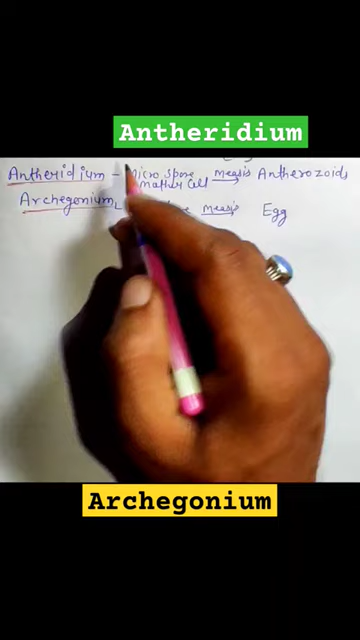 Antheridium
Antheridium - Micro spore meosis Antherozoids
mother Cell
Archegonium meosis Egg
Archegonium